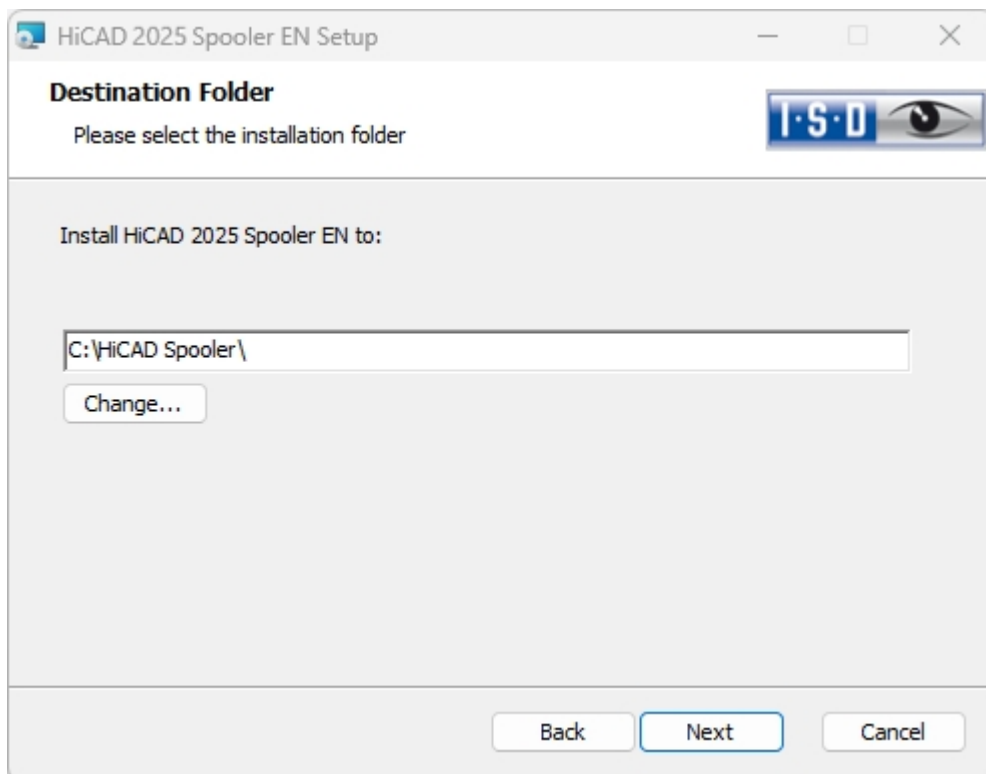 HiCAD 2025 Spooler EN Setup
Destination Folder
Please select the installation folder
I·S·D
Install HiCAD 2025 Spooler EN to:
C:\HiCAD Spooler\
Change...
Back Next Cancel